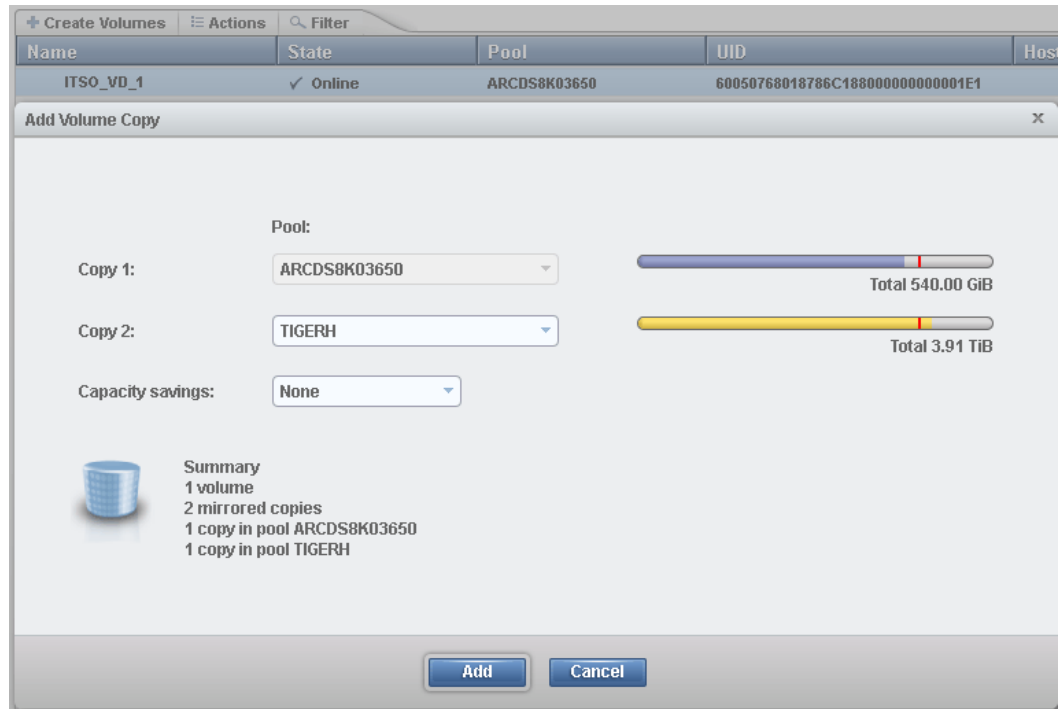 Create Volumes Actions Filter
Name State Pool UID Host
ITSO_VD_1 Online ARCDS8K03650 60050768018786C188000000000001E1
Add Volume Copy x
Pool:
Copy 1: ARCDS8K03650
Total 540.00 GiB
Copy 2: TIGERH
Total 3.91 TiB
Capacity savings: None
Summary
1 volume
2 mirrored copies
1 copy in pool ARCDS8K03650
1 copy in pool TIGERH
Add Cancel